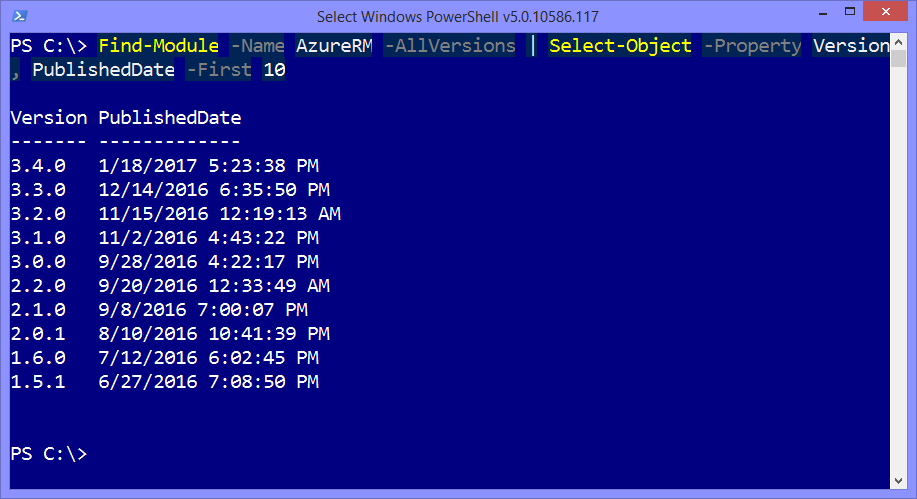 Select Windows PowerShell v5.0.10586.117
PS C:\> Find-Module -Name AzureRM -AllVersions | Select-Object -Property Version
, PublishedDate -First 10
Version PublishedDate
------- -------------
3.4.0   1/18/2017 5:23:38 PM
3.3.0   12/14/2016 6:35:50 PM
3.2.0   11/15/2016 12:19:13 AM
3.1.0   11/2/2016 4:43:22 PM
3.0.0   9/28/2016 4:22:17 PM
2.2.0   9/20/2016 12:33:49 AM
2.1.0   9/8/2016 7:00:07 PM
2.0.1   8/10/2016 10:41:39 PM
1.6.0   7/12/2016 6:02:45 PM
1.5.1   6/27/2016 7:08:50 PM
PS C:\>